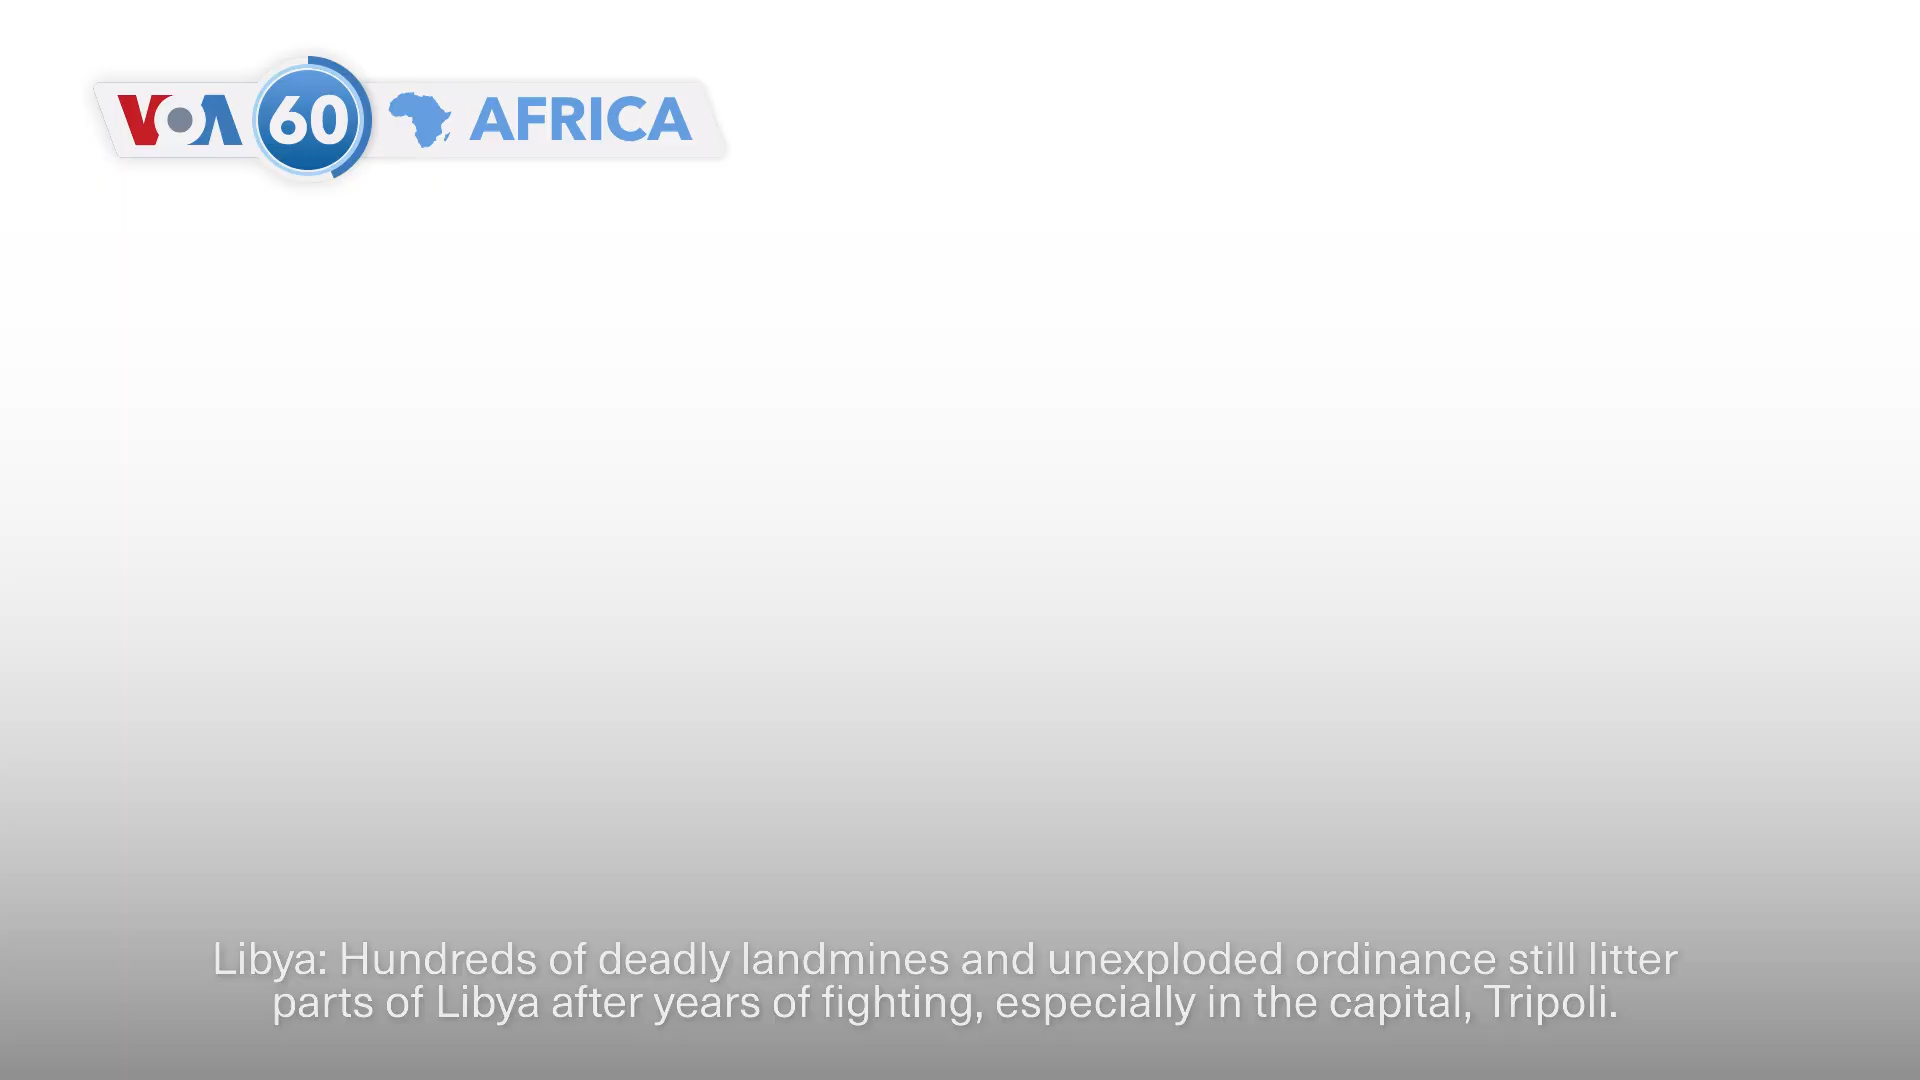 VOA 60 AFRICA
Libya: Hundreds of deadly landmines and unexploded ordinance still litter
parts of Libya after years of fighting, especially in the capital, Tripoli.